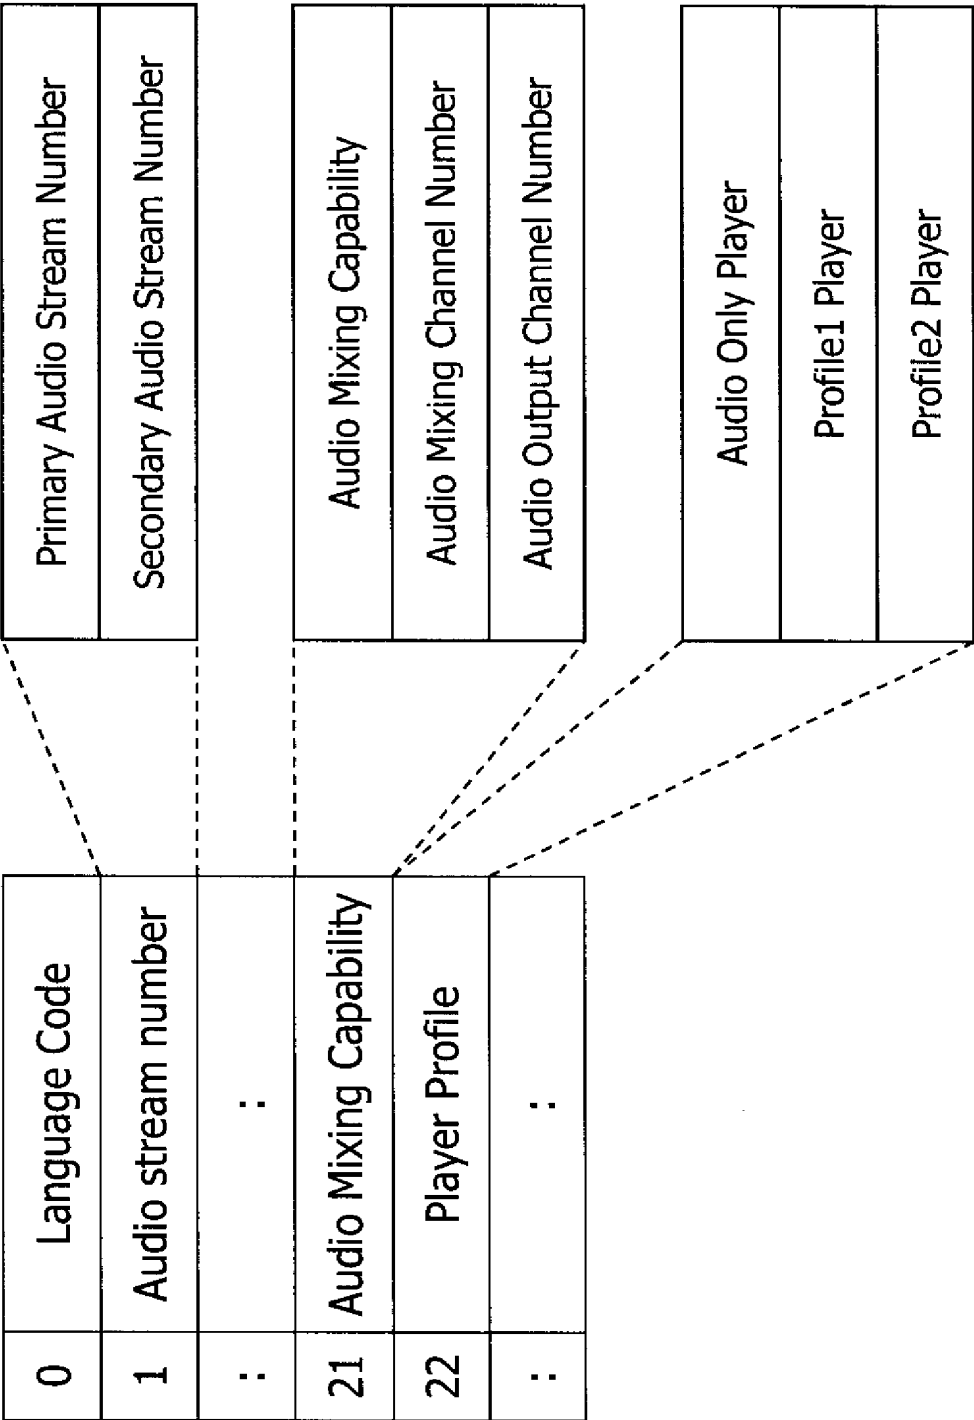 0 Language Code
1 Audio stream number
: :
21 Audio Mixing Capability
22 Player Profile
: :
Primary Audio Stream Number
Secondary Audio Stream Number
Audio Mixing Capability
Audio Mixing Channel Number
Audio Output Channel Number
Audio Only Player
Profile1 Player
Profile2 Player